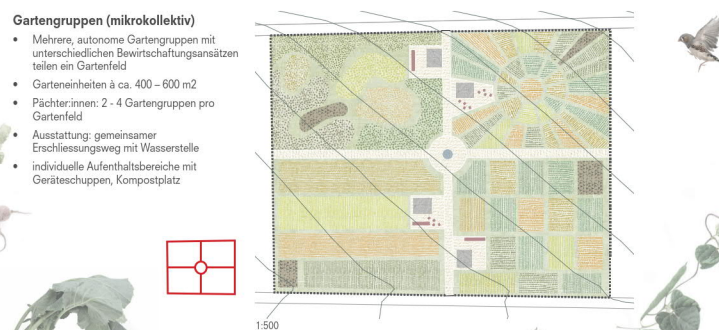 Gartengruppen (mikrokollektiv)
• Mehrere, autonome Gartengruppen mit
unterschiedlichen Bewirtschaftungsansätzen
teilen ein Gartenfeld
• Garteneinheiten à ca. 400 – 600 m2
• Pächter:innen: 2 - 4 Gartengruppen pro
Gartenfeld
• Ausstattung: gemeinsamer
Erschliessungsweg mit Wasserstelle
• individuelle Aufenthaltsbereiche mit
Geräteschuppen, Kompostplatz
1:500